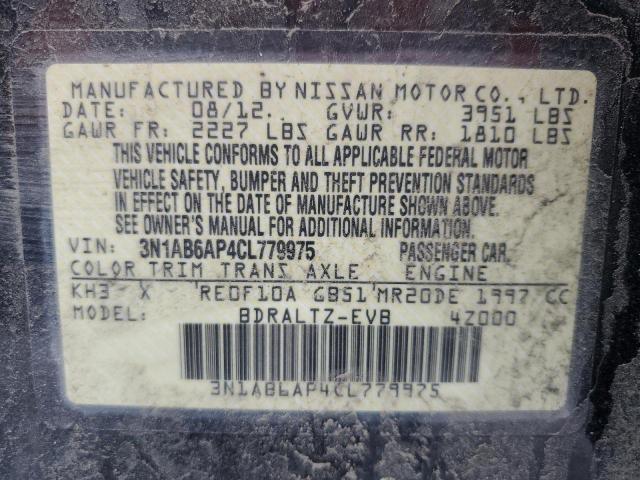 MANUFACTURED BY NISSAN MOTOR CO., LTD.
DATE: 08/12. GVWR: 3951 LBS
GAWR FR: 2227 LBS GAWR RR: 1810 LBS
THIS VEHICLE CONFORMS TO ALL APPLICABLE FEDERAL MOTOR
VEHICLE SAFETY, BUMPER AND THEFT PREVENTION STANDARDS
IN EFFECT ON THE DATE OF MANUFACTURE SHOWN ABOVE.
SEE OWNER'S MANUAL FOR ADDITIONAL INFORMATION.
VIN: 3N1AB6AP4CL779975 PASSENGER CAR.
COLOR TRIM TRANS AXLE ENGINE
KH3 X RE0F10A GB51 MR20DE 1997 CC
MODEL: BDRALTZ-EVB 4Z000
3N1AB6AP4CL779975